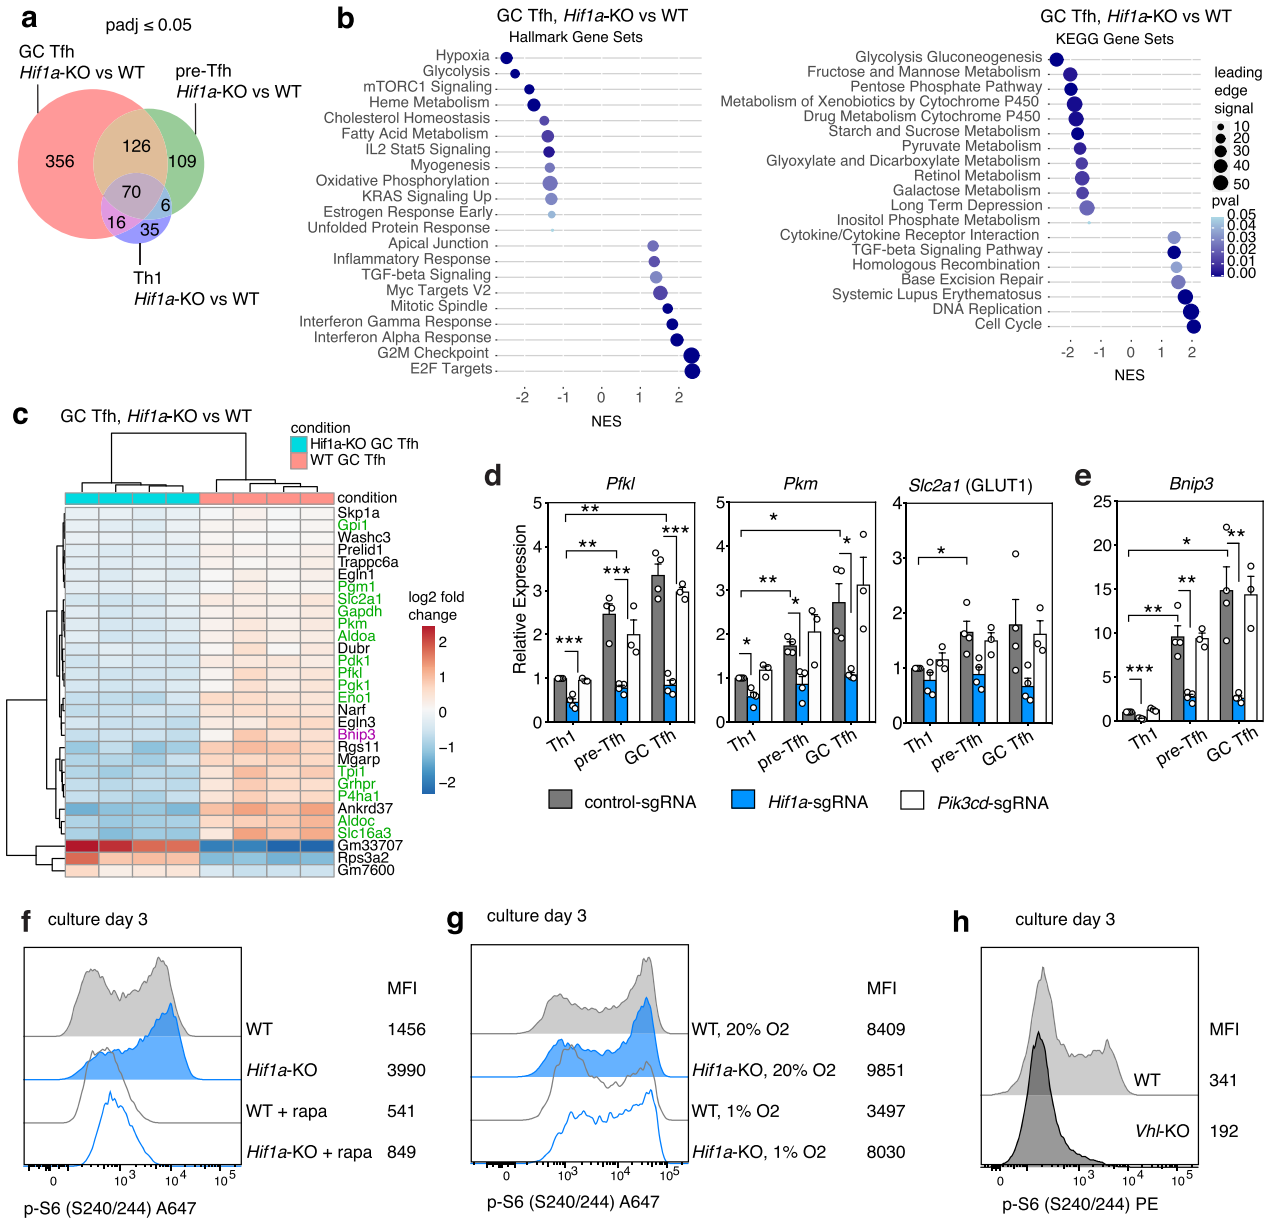 a
padj ≤ 0.05
GC Tfh
Hif1a-KO vs WT
pre-Tfh
Hif1a-KO vs WT
356
126
109
70
6
16
35
Th1
Hif1a-KO vs WT
b
GC Tfh, Hif1a-KO vs WT
Hallmark Gene Sets
Hypoxia
Glycolysis
mTORC1 Signaling
Heme Metabolism
Cholesterol Homeostasis
Fatty Acid Metabolism
IL2 Stat5 Signaling
Myogenesis
Oxidative Phosphorylation
KRAS Signaling Up
Estrogen Response Early
Unfolded Protein Response
Apical Junction
Inflammatory Response
TGF-beta Signaling
Myc Targets V2
Mitotic Spindle
Interferon Gamma Response
Interferon Alpha Response
G2M Checkpoint
E2F Targets
-2 -1 0 1 2
NES
GC Tfh, Hif1a-KO vs WT
KEGG Gene Sets
Glycolysis Gluconeogenesis
Fructose and Mannose Metabolism
Pentose Phosphate Pathway
Metabolism of Xenobiotics by Cytochrome P450
Drug Metabolism Cytochrome P450
Starch and Sucrose Metabolism
Pyruvate Metabolism
Glyoxylate and Dicarboxylate Metabolism
Retinol Metabolism
Galactose Metabolism
Long Term Depression
Inositol Phosphate Metabolism
Cytokine/Cytokine Receptor Interaction
TGF-beta Signaling Pathway
Homologous Recombination
Base Excision Repair
Systemic Lupus Erythematosus
DNA Replication
Cell Cycle
-2 -1 0 1 2
NES
leading
edge
signal
10
20
30
40
50
pval
0.05
0.04
0.03
0.02
0.01
0.00
c
GC Tfh, Hif1a-KO vs WT
condition
Hif1a-KO GC Tfh
WT GC Tfh
condition
Skp1a
Gpi1
Washc3
Prelid1
Trappc6a
Egln1
Pgm1
Slc2a1
Gapdh
Pkm
Aldoa
Dubr
Pdk1
Pfkl
Pgk1
Eno1
Narf
Egln3
Bnip3
Rgs11
Mgarp
Tpi1
Grhpr
P4ha1
Ankrd37
Aldoc
Slc16a3
Gm33707
Rps3a2
Gm7600
log2 fold
change
2
1
0
−1
−2
d
Pfkl
Relative Expression
5
4
3
2
1
0
***
**
**
***
***
Th1
pre-Tfh
GC Tfh
Pkm
5
4
3
2
1
0
*
**
*
*
*
Th1
pre-Tfh
GC Tfh
Slc2a1 (GLUT1)
4
3
2
1
0
*
Th1
pre-Tfh
GC Tfh
e
Bnip3
25
20
15
10
5
0
***
**
**
*
**
Th1
pre-Tfh
GC Tfh
control-sgRNA
Hif1a-sgRNA
Pik3cd-sgRNA
f
culture day 3
MFI
WT 1456
Hif1a-KO 3990
WT + rapa 541
Hif1a-KO + rapa 849
0 10³ 10⁴ 10⁵
p-S6 (S240/244) A647
g
culture day 3
MFI
WT, 20% O2 8409
Hif1a-KO, 20% O2 9851
WT, 1% O2 3497
Hif1a-KO, 1% O2 8030
0 10³ 10⁴ 10⁵
p-S6 (S240/244) A647
h
culture day 3
MFI
WT 341
Vhl-KO 192
0 10³ 10⁴ 10⁵
p-S6 (S240/244) PE